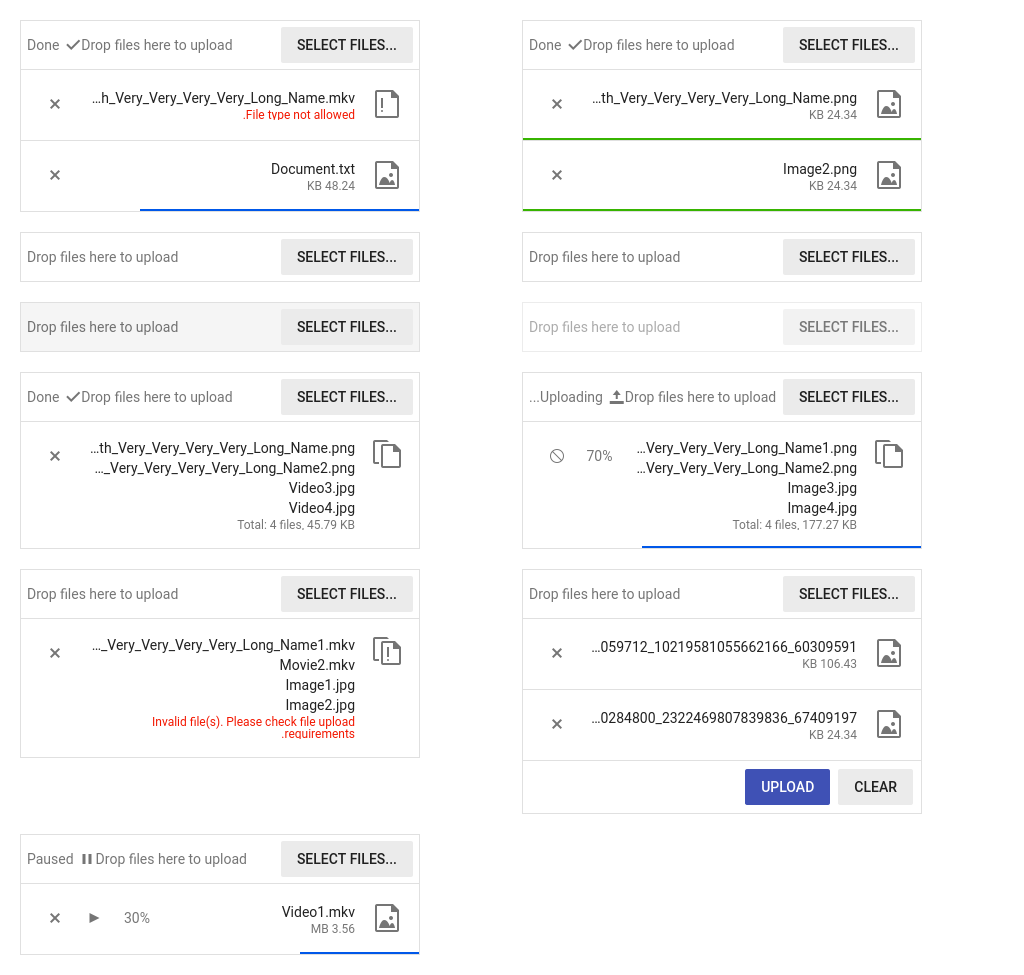 Done Drop files here to upload SELECT FILES...
...h_Very_Very_Very_Very_Long_Name.mkv
.File type not allowed
Document.txt
KB 48.24
Done Drop files here to upload SELECT FILES...
...th_Very_Very_Very_Very_Long_Name.png
KB 24.34
Image2.png
KB 24.34
Drop files here to upload SELECT FILES...
Drop files here to upload SELECT FILES...
Drop files here to upload SELECT FILES...
Drop files here to upload SELECT FILES...
Done Drop files here to upload SELECT FILES...
...th_Very_Very_Very_Very_Long_Name.png
..._Very_Very_Very_Very_Long_Name2.png
Video3.jpg
Video4.jpg
Total: 4 files, 45.79 KB
...Uploading Drop files here to upload SELECT FILES...
70% ...Very_Very_Very_Long_Name1.png
...Very_Very_Very_Long_Name2.png
Image3.jpg
Image4.jpg
Total: 4 files, 177.27 KB
Drop files here to upload SELECT FILES...
..._Very_Very_Very_Very_Long_Name1.mkv
Movie2.mkv
Image1.jpg
Image2.jpg
Invalid file(s). Please check file upload
.requirements
Drop files here to upload SELECT FILES...
...059712_10219581055662166_60309591
KB 106.43
...0284800_2322469807839836_67409197
KB 24.34
UPLOAD CLEAR
Paused Drop files here to upload SELECT FILES...
30% Video1.mkv
MB 3.56